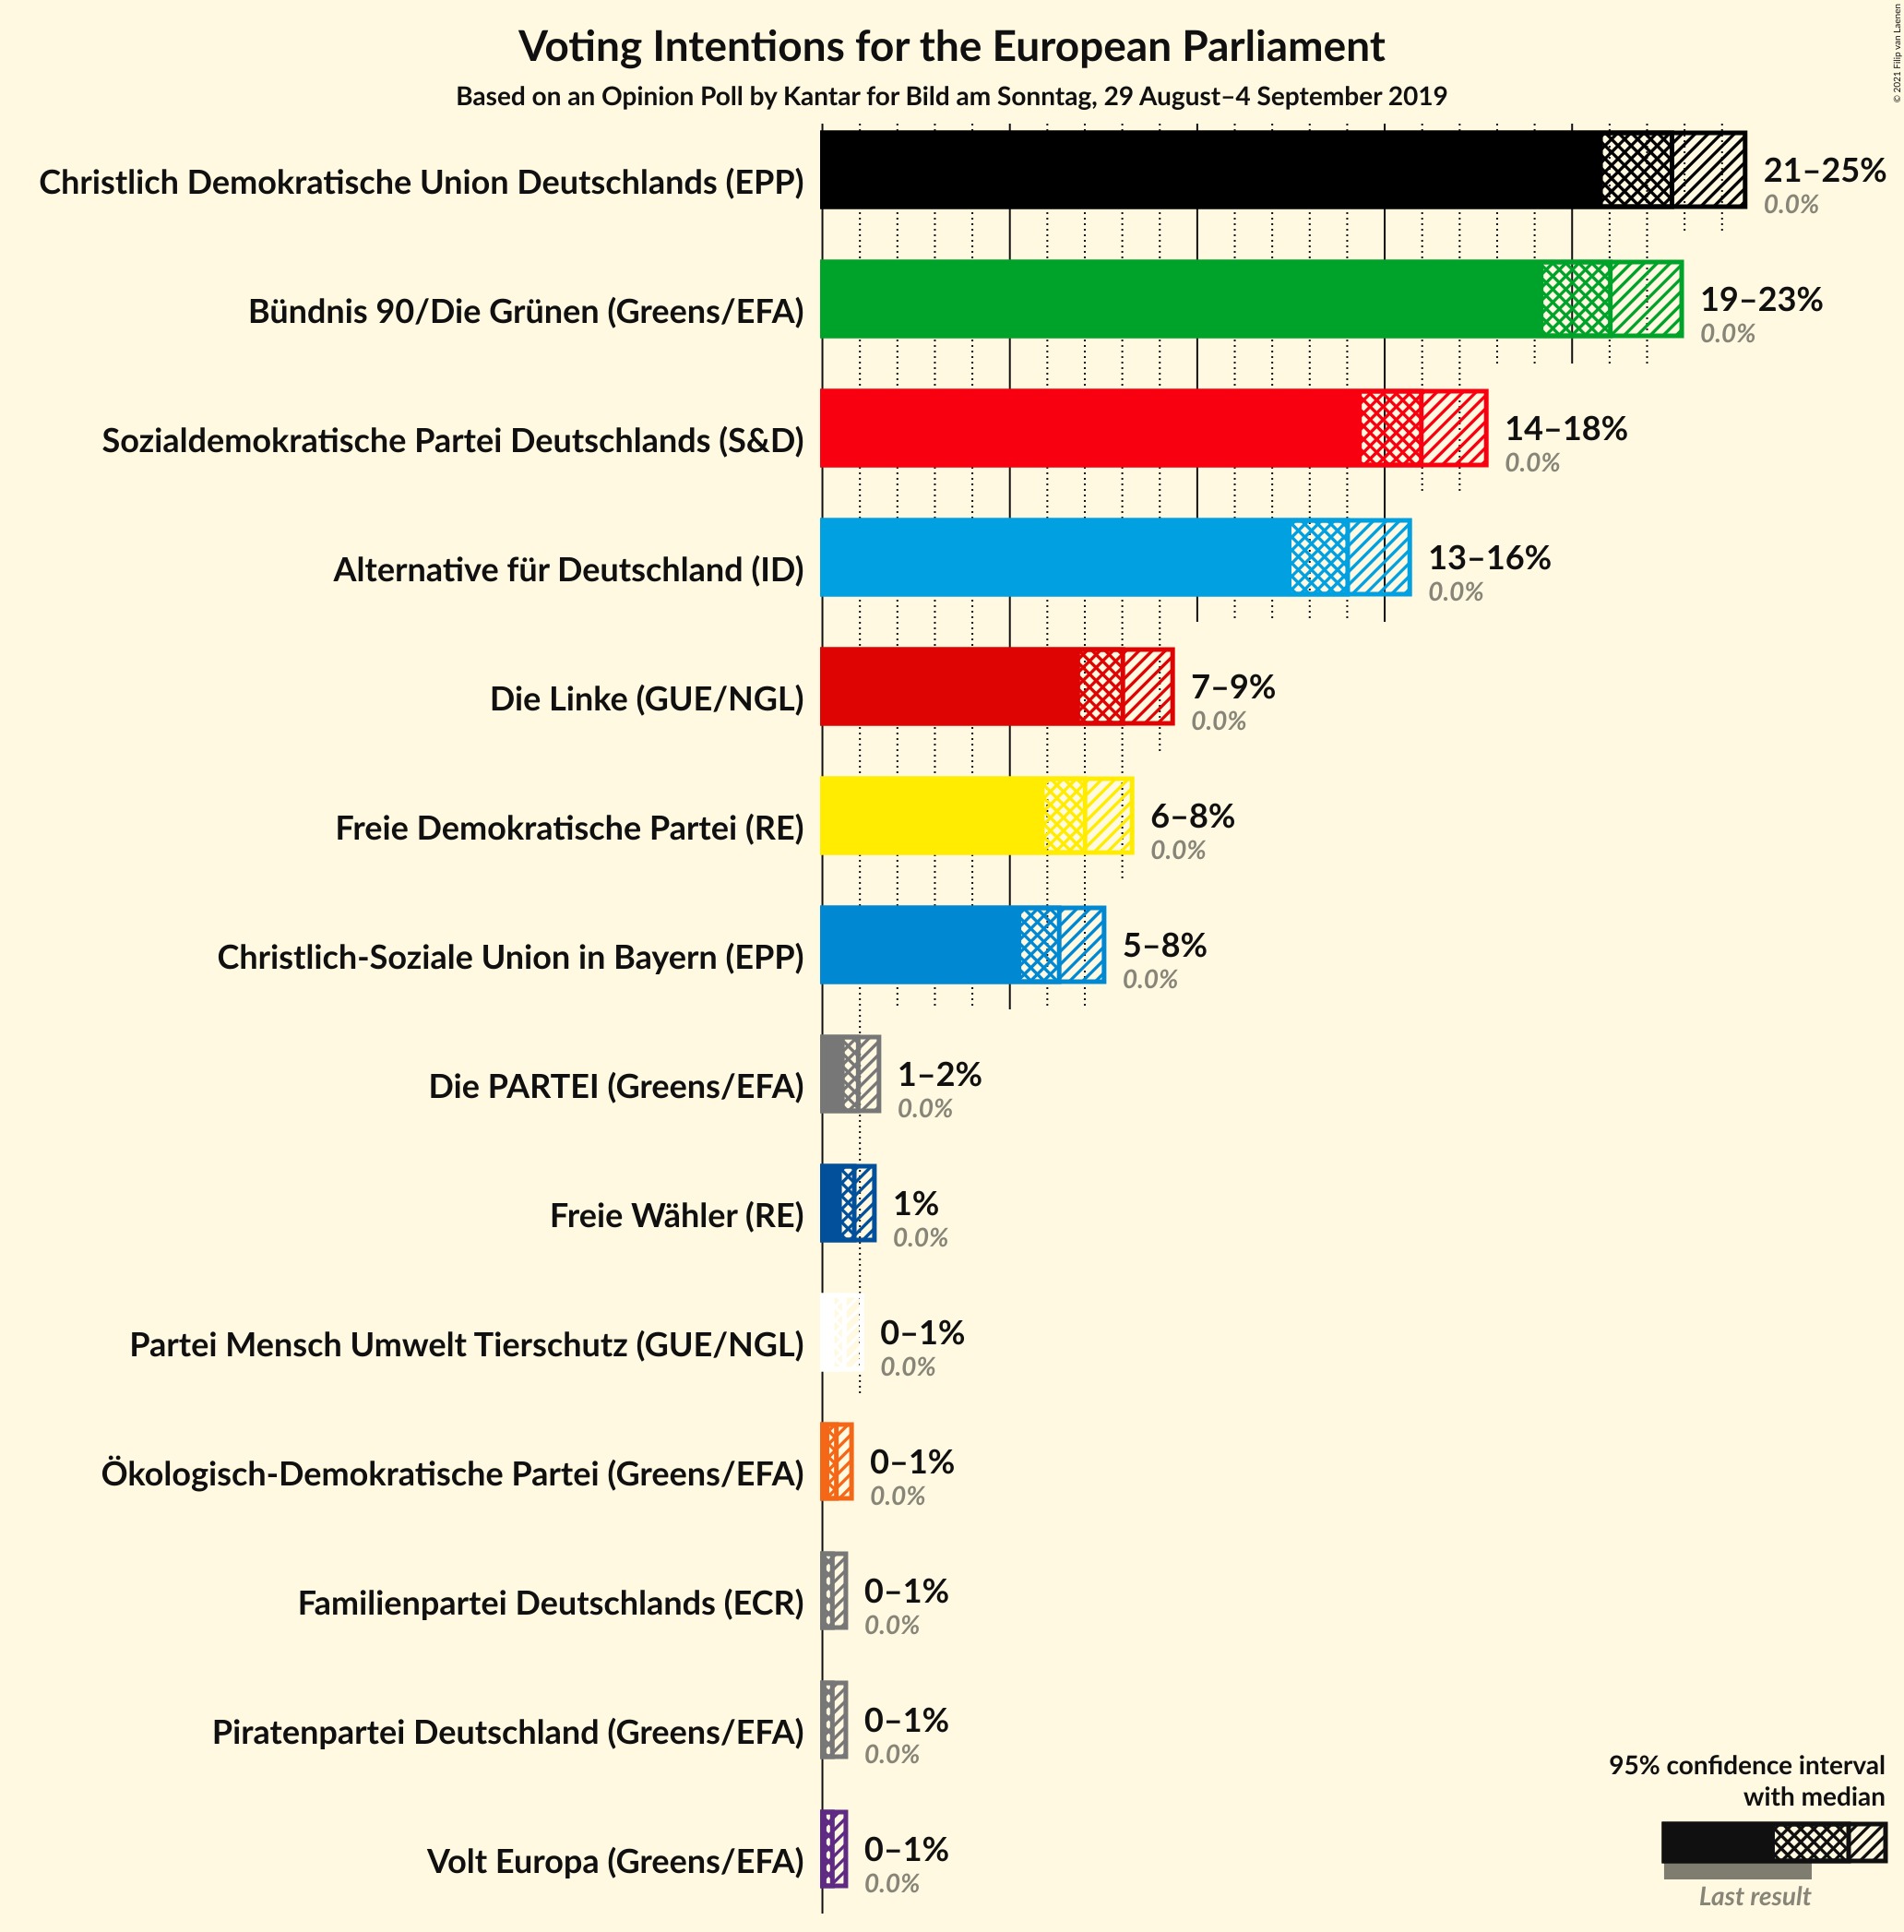 Voting Intentions for the European Parliament
Based on an Opinion Poll by Kantar for Bild am Sonntag, 29 August–4 September 2019
© 2021 Filip van Laenen
Christlich Demokratische Union Deutschlands (EPP)
21–25%
0.0%
Bündnis 90/Die Grünen (Greens/EFA)
19–23%
0.0%
Sozialdemokratische Partei Deutschlands (S&D)
14–18%
0.0%
Alternative für Deutschland (ID)
13–16%
0.0%
Die Linke (GUE/NGL)
7–9%
0.0%
Freie Demokratische Partei (RE)
6–8%
0.0%
Christlich-Soziale Union in Bayern (EPP)
5–8%
0.0%
Die PARTEI (Greens/EFA)
1–2%
0.0%
Freie Wähler (RE)
1%
0.0%
Partei Mensch Umwelt Tierschutz (GUE/NGL)
0–1%
0.0%
Ökologisch-Demokratische Partei (Greens/EFA)
0–1%
0.0%
Familienpartei Deutschlands (ECR)
0–1%
0.0%
Piratenpartei Deutschland (Greens/EFA)
0–1%
0.0%
Volt Europa (Greens/EFA)
0–1%
0.0%
95% confidence interval
with median
Last result